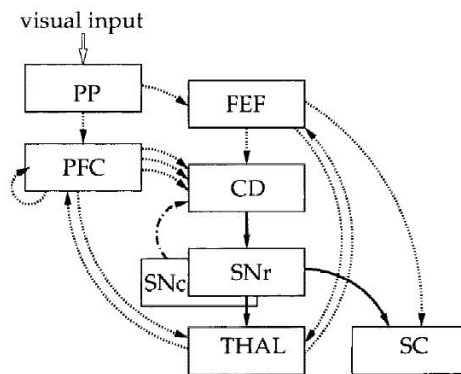 visual input
PP
FEF
PFC
CD
SNc
SNr
THAL
SC